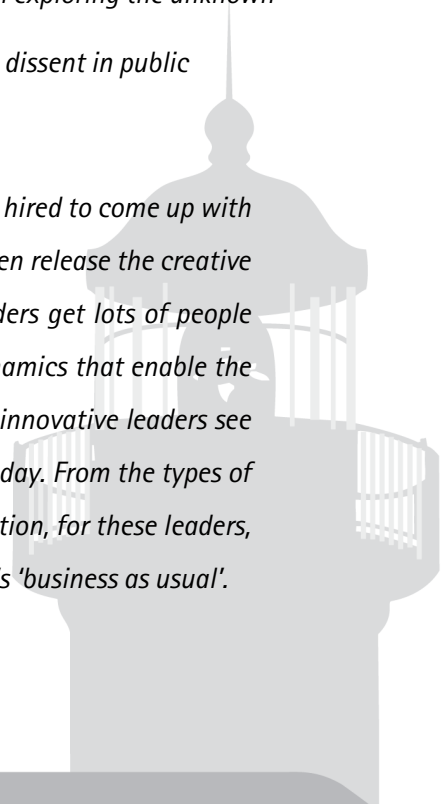 exploring the unknown
dissent in public
hired to come up with
en release the creative
ders get lots of people
namics that enable the
innovative leaders see
day. From the types of
tion, for these leaders,
s ‘business as usual’.